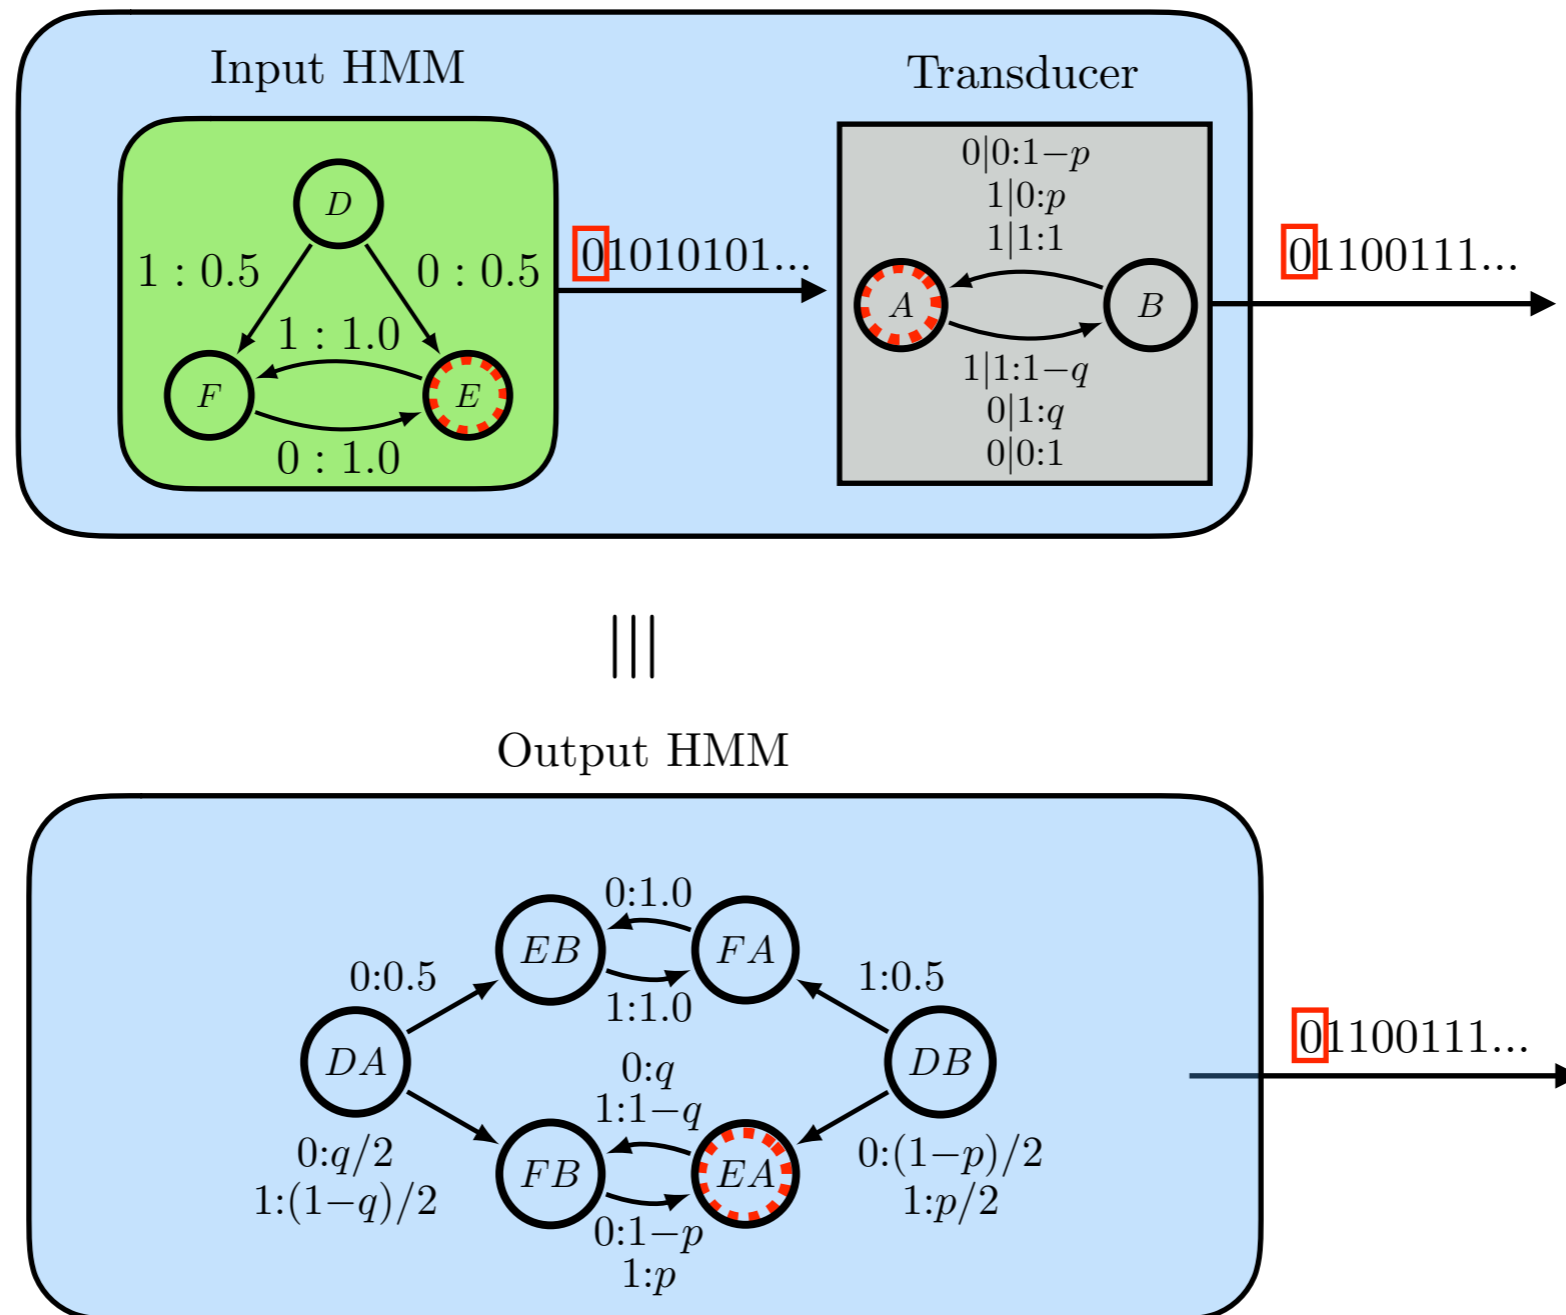 Input HMM
Transducer
D
1 : 0.5
0 : 0.5
1 : 1.0
F
E
0 : 1.0
01010101...
0|0:1−p
1|0:p
1|1:1
A
B
1|1:1−q
0|1:q
0|0:1
01100111...
|||
Output HMM
0:1.0
EB
FA
1:1.0
0:0.5
1:0.5
DA
DB
0:q
1:1−q
0:q/2
1:(1−q)/2
FB
EA
0:(1−p)/2
1:p/2
0:1−p
1:p
01100111...